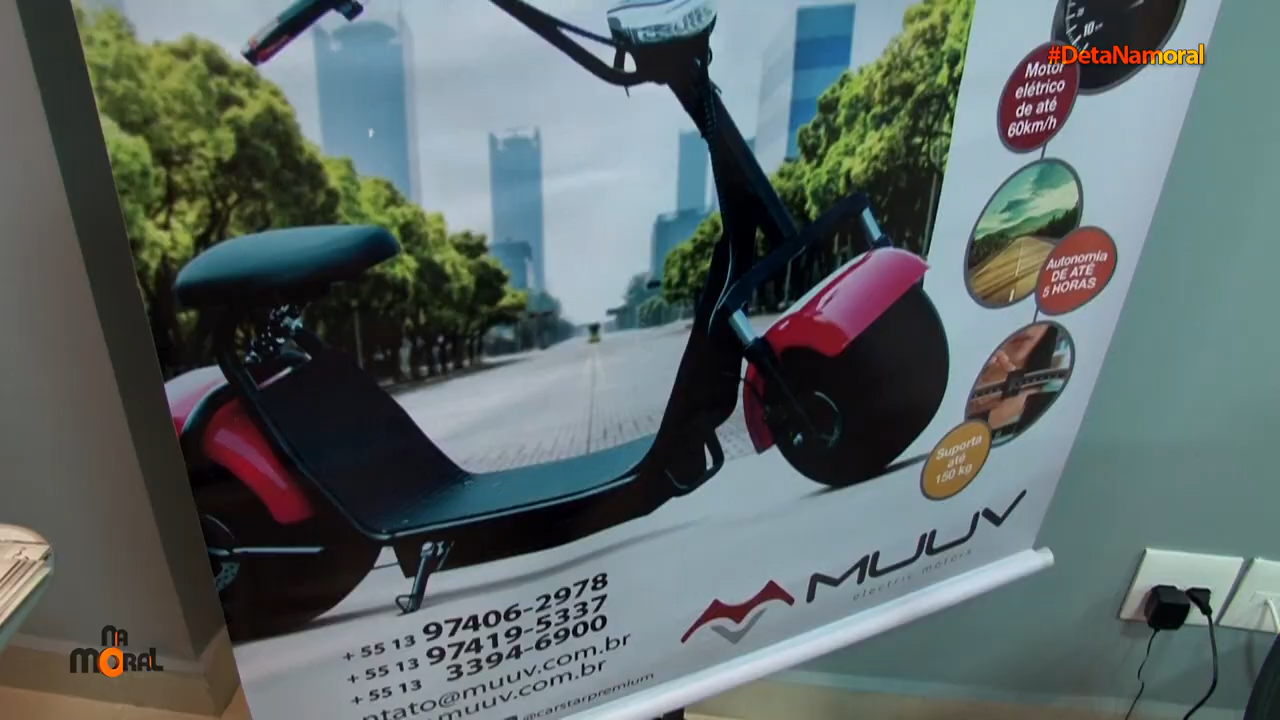 #DetaNamoral
10
Motor
elétrico
de até
60km/h
Autonomia
DE ATÉ
5 HORAS
Suporta
até
150 kg
MUUV
electric motors
+ 55 13 97406-2978
+ 55 13 97419-5337
+ 55 13 3394-6900
ntato@muuv.com.br
muuv.com.br
@carstarpremium
NA
MORAL